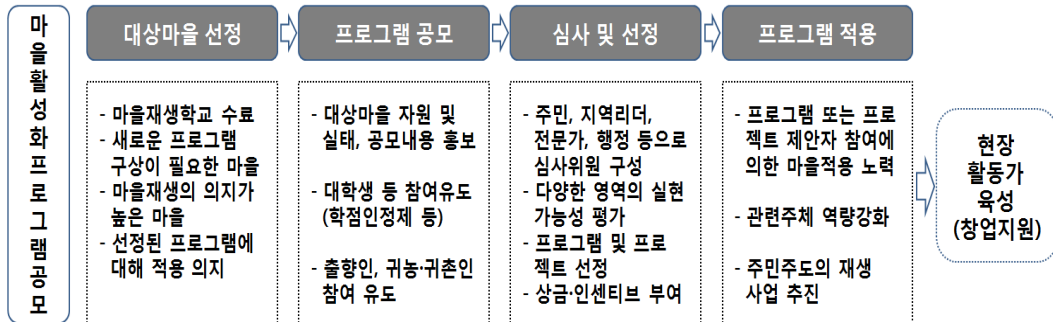 마을활성화프로그램공모
대상마을 선정
- 마을재생학교 수료
- 새로운 프로그램
구상이 필요한 마을
- 마을재생의 의지가
높은 마을
- 선정된 프로그램에
대해 적용 의지
프로그램 공모
- 대상마을 자원 및
실태, 공모내용 홍보
- 대학생 등 참여유도
(학점인정제 등)
- 출향인, 귀농·귀촌인
참여 유도
심사 및 선정
- 주민, 지역리더,
전문가, 행정 등으로
심사위원 구성
- 다양한 영역의 실현
가능성 평가
- 프로그램 및 프로
젝트 선정
- 상금·인센티브 부여
프로그램 적용
- 프로그램 또는 프로
젝트 제안자 참여에
의한 마을적용 노력
- 관련주체 역량강화
- 주민주도의 재생
사업 추진
현장
활동가
육성
(창업지원)